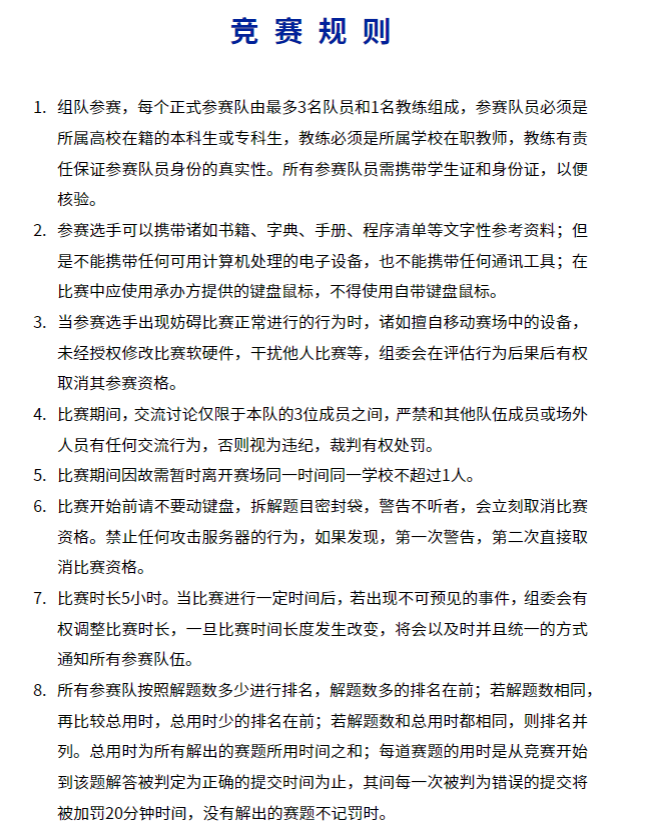 竞赛规则
1. 组队参赛，每个正式参赛队由最多3名队员和1名教练组成，参赛队员必须是
所属高校在籍的本科生或专科生，教练必须是所属学校在职教师，教练有责
任保证参赛队员身份的真实性。所有参赛队员需携带学生证和身份证，以便
核验。
2. 参赛选手可以携带诸如书籍、字典、手册、程序清单等文字性参考资料；但
是不能携带任何可用计算机处理的电子设备，也不能携带任何通讯工具；在
比赛中应使用承办方提供的键盘鼠标，不得使用自带键盘鼠标。
3. 当参赛选手出现妨碍比赛正常进行的行为时，诸如擅自移动赛场中的设备，
未经授权修改比赛软硬件，干扰他人比赛等，组委会在评估行为后果后有权
取消其参赛资格。
4. 比赛期间，交流讨论仅限于本队的3位成员之间，严禁和其他队伍成员或场外
人员有任何交流行为，否则视为违纪，裁判有权处罚。
5. 比赛期间因故需暂时离开赛场同一时间同一学校不超过1人。
6. 比赛开始前请不要动键盘，拆解题目密封袋，警告不听者，会立刻取消比赛
资格。禁止任何攻击服务器的行为，如果发现，第一次警告，第二次直接取
消比赛资格。
7. 比赛时长5小时。当比赛进行一定时间后，若出现不可预见的事件，组委会有
权调整比赛时长，一旦比赛时间长度发生改变，将会以及时并且统一的方式
通知所有参赛队伍。
8. 所有参赛队按照解题数多少进行排名，解题数多的排名在前；若解题数相同，
再比较总用时，总用时少的排名在前；若解题数和总用时都相同，则排名并
列。总用时为所有解出的赛题所用时间之和；每道赛题的用时是从竞赛开始
到该题解答被判定为正确的提交时间为止，其间每一次被判为错误的提交将
被加罚20分钟时间，没有解出的赛题不记罚时。